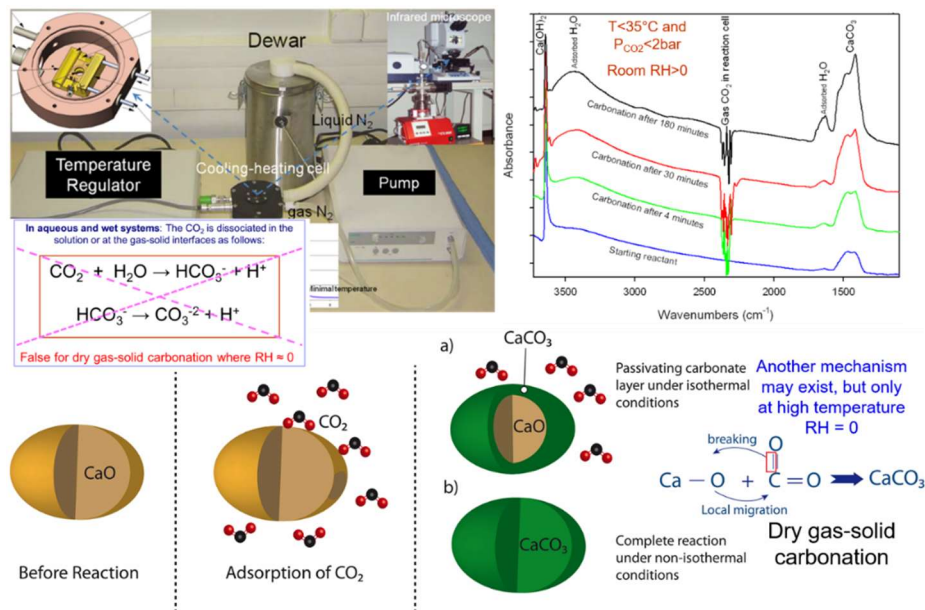 Infrared microscope
Dewar
Liquid N₂
Temperature
Regulator
Cooling-heating cell
Pump
gas N₂
Minimal temperature
In aqueous and wet systems: The CO₂ is dissociated in the
solution or at the gas-solid interfaces as follows:
CO₂ + H₂O → HCO₃⁻ + H⁺
HCO₃⁻ → CO₃⁻² + H⁺
False for dry gas-solid carbonation where RH ≈ 0
Ca(OH)₂
Adsorbed H₂O
T<35°C and
P_CO2<2bar
Room RH>0
Gas CO₂ in reaction cell
Adsorbed H₂O
CaCO₃
Absorbance
Carbonation after 180 minutes
Carbonation after 30 minutes
Carbonation after 4 minutes
Starting reactant
3500 3000 2500 2000 1500
Wavenumbers (cm⁻¹)
CaO
Before Reaction
CO₂
Adsorption of CO₂
a)
CaCO₃
CaO
Passivating carbonate
layer under isothermal
conditions
b)
CaCO₃
Complete reaction
under non-isothermal
conditions
Another mechanism
may exist, but only
at high temperature
RH = 0
breaking
O
Ca – O + C = O → CaCO₃
Local migration
Dry gas-solid
carbonation